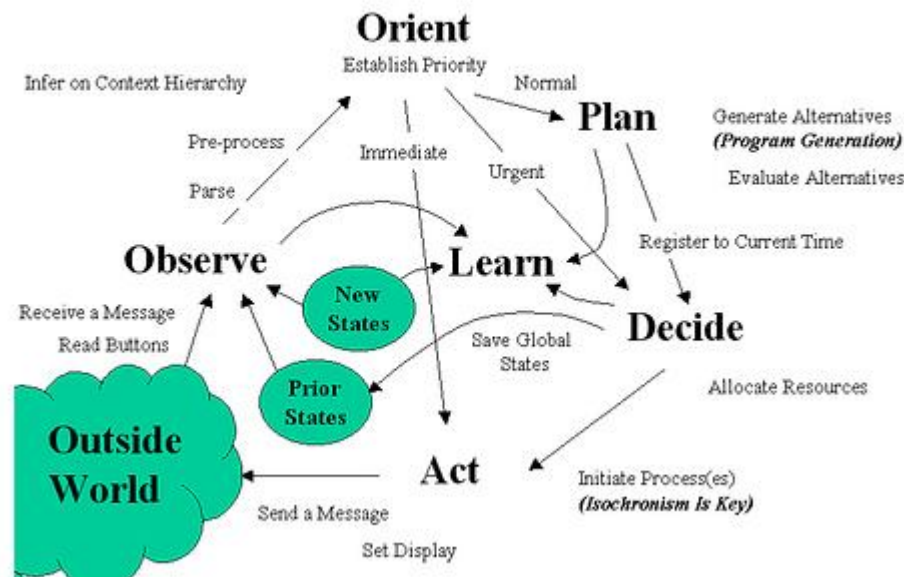 Orient
Establish Priority
Infer on Context Hierarchy
Normal
Plan
Generate Alternatives
(Program Generation)
Evaluate Alternatives
Pre-process
Immediate
Urgent
Parse
Register to Current Time
Observe
Learn
New
States
Receive a Message
Read Buttons
Decide
Save Global
States
Prior
States
Allocate Resources
Outside
World
Act
Initiate Process(es)
(Isochronism Is Key)
Send a Message
Set Display